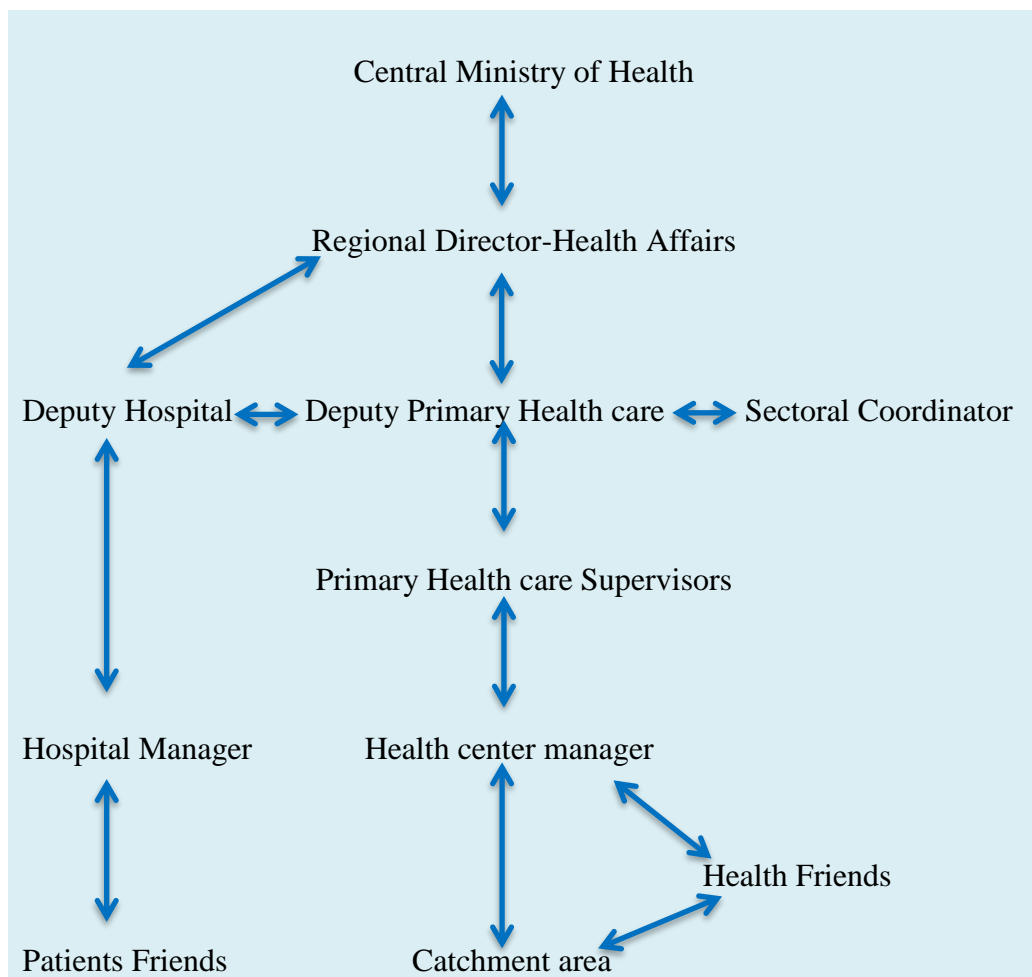 Central Ministry of Health
Regional Director-Health Affairs
Deputy Hospital Deputy Primary Health care Sectoral Coordinator
Primary Health care Supervisors
Hospital Manager Health center manager
Health Friends
Patients Friends Catchment area